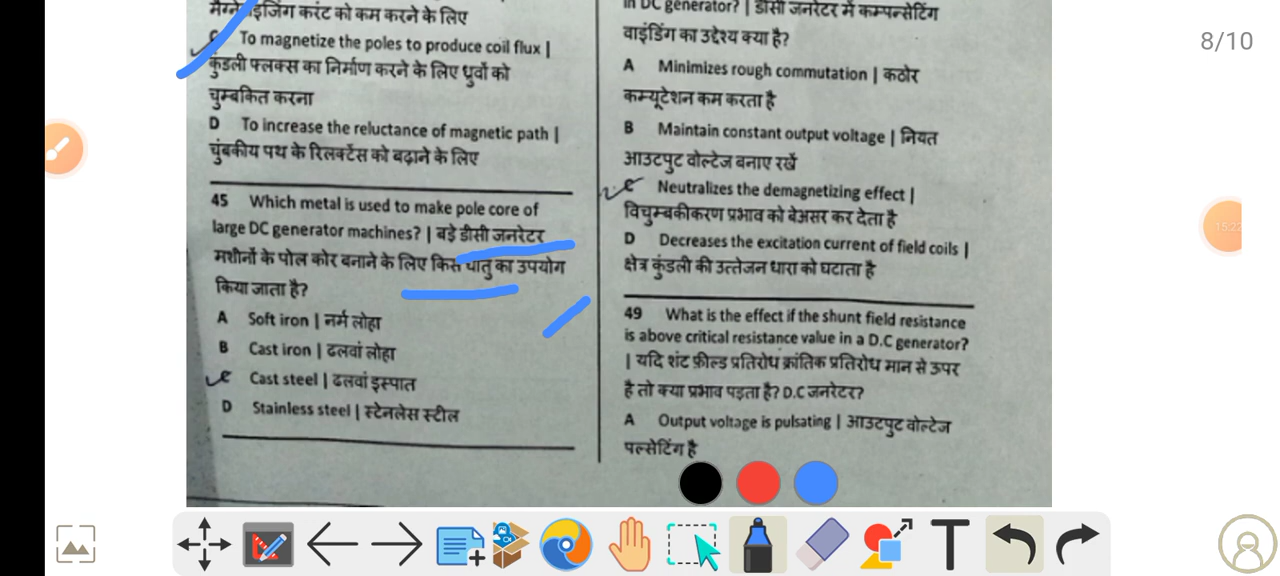 मैग्नेटाइजिंग करंट को कम करने के लिए
C To magnetize the poles to produce coil flux |
कुंडली फ्लक्स का निर्माण करने के लिए ध्रुवों को
चुम्बकित करना
D To increase the reluctance of magnetic path |
चुंबकीय पथ के रिलक्टेंस को बढ़ाने के लिए
45 Which metal is used to make pole core of
large DC generator machines? | बड़े डीसी जनरेटर
मशीनों के पोल कोर बनाने के लिए किस धातु का उपयोग
किया जाता है?
A Soft iron | नर्म लोहा
B Cast iron | ढलवां लोहा
C Cast steel | ढलवां इस्पात
D Stainless steel | स्टेनलेस स्टील
in DC generator? | डीसी जनरेटर में कम्पन्सेटिंग
वाइंडिंग का उद्देश्य क्या है?
A Minimizes rough commutation | कठोर
कम्यूटेशन कम करता है
B Maintain constant output voltage | नियत
आउटपुट वोल्टेज बनाए रखें
C Neutralizes the demagnetizing effect |
विचुम्बकीकरण प्रभाव को बेअसर कर देता है
D Decreases the excitation current of field coils |
क्षेत्र कुंडली की उत्तेजन धारा को घटाता है
49 What is the effect if the shunt field resistance
is above critical resistance value in a D.C generator?
| यदि शंट फ़ील्ड प्रतिरोध क्रांतिक प्रतिरोध मान से ऊपर
है तो क्या प्रभाव पड़ता है? D.C जनरेटर?
A Output voltage is pulsating | आउटपुट वोल्टेज
पल्सेटिंग है
8/10
15:22
T